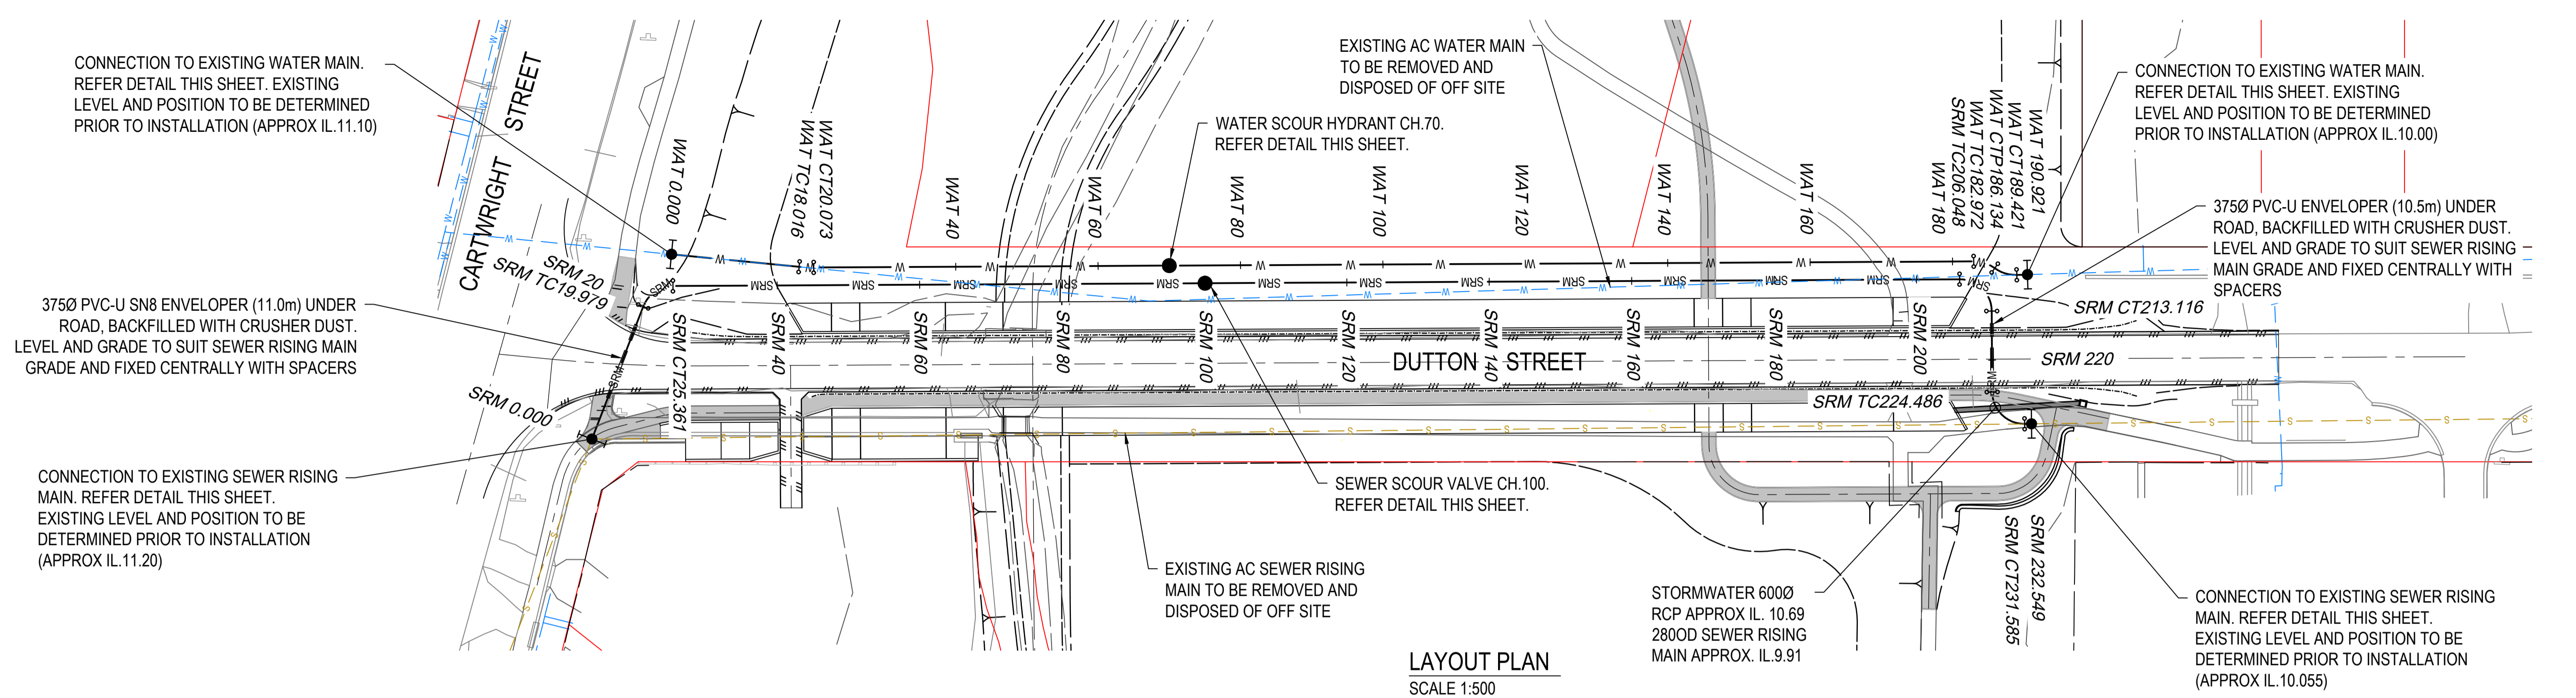 CONNECTION TO EXISTING WATER MAIN.
REFER DETAIL THIS SHEET. EXISTING
LEVEL AND POSITION TO BE DETERMINED
PRIOR TO INSTALLATION (APPROX IL.11.10)
CARTWRIGHT STREET
EXISTING AC WATER MAIN
TO BE REMOVED AND
DISPOSED OF OFF SITE
WATER SCOUR HYDRANT CH.70.
REFER DETAIL THIS SHEET.
CONNECTION TO EXISTING WATER MAIN.
REFER DETAIL THIS SHEET. EXISTING
LEVEL AND POSITION TO BE DETERMINED
PRIOR TO INSTALLATION (APPROX IL.10.00)
WAT 0.000
WAT TC18.016
WAT CT20.073
WAT 40
WAT 60
WAT 80
WAT 100
WAT 120
WAT 140
WAT 160
WAT 180
SRM TC206.048
WAT TC182.972
WAT CTP186.134
WAT CT189.421
WAT 190.921
375Ø PVC-U ENVELOPER (10.5m) UNDER
ROAD, BACKFILLED WITH CRUSHER DUST.
LEVEL AND GRADE TO SUIT SEWER RISING
MAIN GRADE AND FIXED CENTRALLY WITH
SPACERS
SRM 20
SRM TC19.979
375Ø PVC-U SN8 ENVELOPER (11.0m) UNDER
ROAD, BACKFILLED WITH CRUSHER DUST.
LEVEL AND GRADE TO SUIT SEWER RISING MAIN
GRADE AND FIXED CENTRALLY WITH SPACERS
SRM CT25.361
SRM 40
SRM 60
SRM 80
SRM 100
SRM 120
SRM 140
SRM 160
SRM 180
SRM 200
SRM CT213.116
DUTTON STREET
SRM 220
SRM 0.000
SRM TC224.486
CONNECTION TO EXISTING SEWER RISING
MAIN. REFER DETAIL THIS SHEET.
EXISTING LEVEL AND POSITION TO BE
DETERMINED PRIOR TO INSTALLATION
(APPROX IL.11.20)
SEWER SCOUR VALVE CH.100.
REFER DETAIL THIS SHEET.
EXISTING AC SEWER RISING
MAIN TO BE REMOVED AND
DISPOSED OF OFF SITE
STORMWATER 600Ø
RCP APPROX IL. 10.69
280OD SEWER RISING
MAIN APPROX. IL.9.91
SRM CT231.585
SRM 232.549
CONNECTION TO EXISTING SEWER RISING
MAIN. REFER DETAIL THIS SHEET.
EXISTING LEVEL AND POSITION TO BE
DETERMINED PRIOR TO INSTALLATION
(APPROX IL.10.055)
LAYOUT PLAN
SCALE 1:500